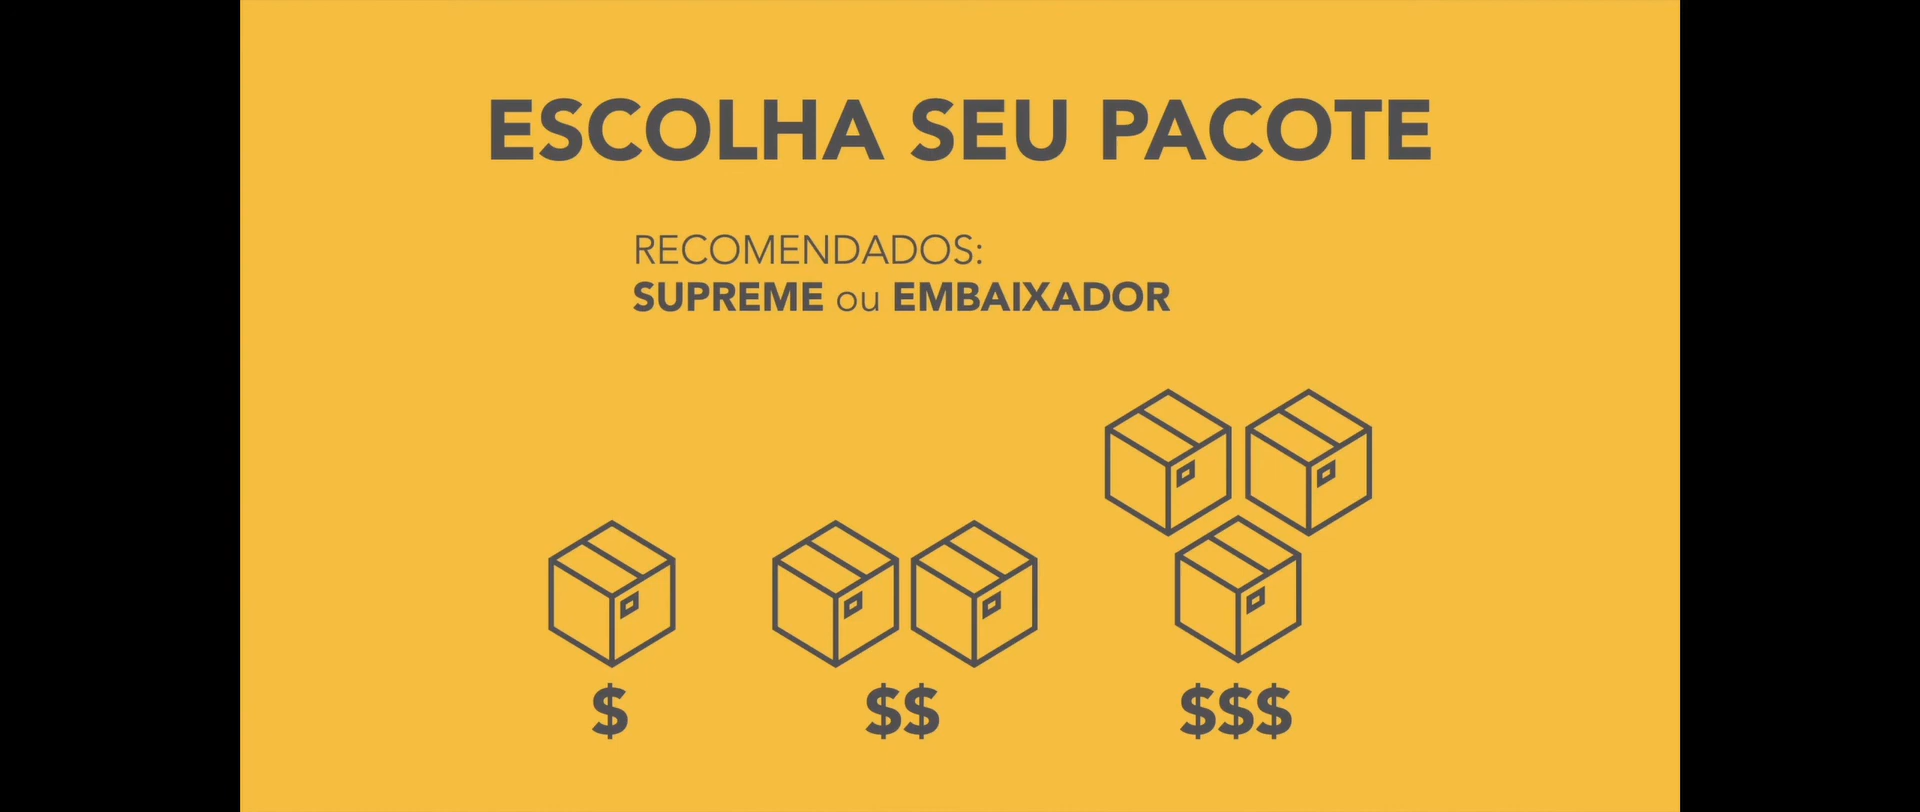 ESCOLHA SEU PACOTE
RECOMENDADOS:
SUPREME ou EMBAIXADOR
$ $$ $$$